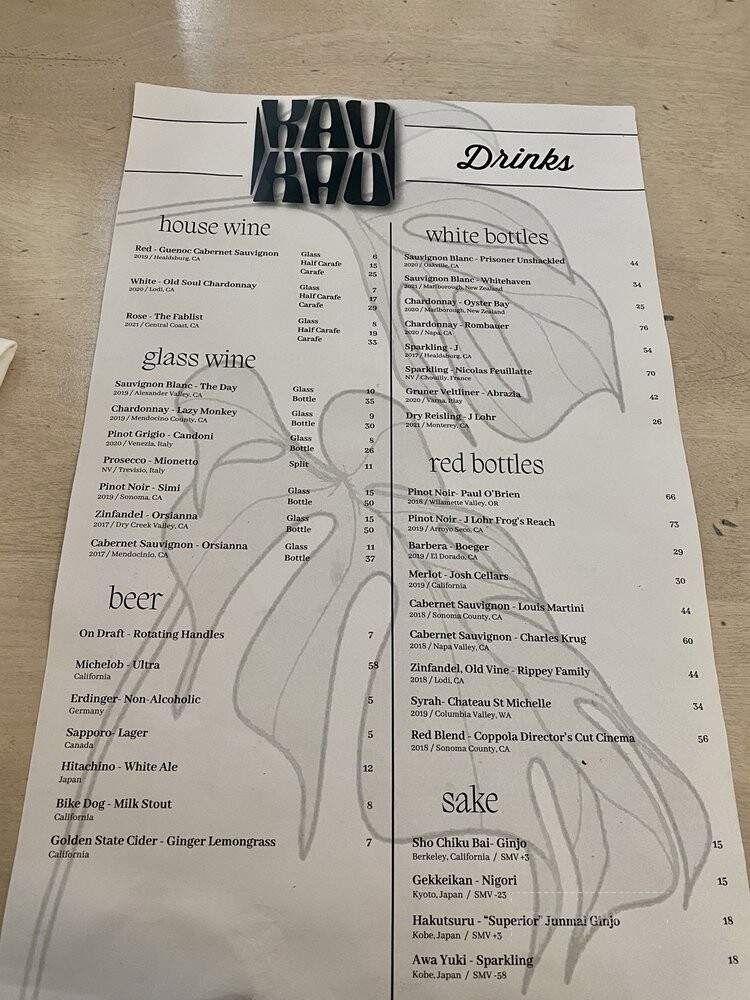 KAU
KAU
Drinks
house wine
Red - Guenoc Cabernet Sauvignon
2019 / Healdsburg, CA
Glass 6
Half Carafe 15
Carafe 25
White - Old Soul Chardonnay
2020 / Lodi, CA
Glass 7
Half Carafe 17
Carafe 29
Rose - The Fablist
2021 / Central Coast, CA
Glass 8
Half Carafe 19
Carafe 33
glass wine
Sauvignon Blanc - The Day
2019 / Alexander Valley, CA
Glass 10
Bottle 35
Chardonnay - Lazy Monkey
2019 / Mendocino County, CA
Glass 9
Bottle 30
Pinot Grigio - Candoni
2020 / Venezia, Italy
Glass 8
Bottle 26
Prosecco - Mionetto
NV / Trevisio, Italy
Split 11
Pinot Noir - Simi
2019 / Sonoma, CA
Glass 15
Bottle 50
Zinfandel - Orsianna
2017 / Dry Creek Valley, CA
Glass 15
Bottle 50
Cabernet Sauvignon - Orsianna
2017 / Mendocinio, CA
Glass 11
Bottle 37
beer
On Draft - Rotating Handles 7
Michelob - Ultra 58
California
Erdinger- Non-Alcoholic 5
Germany
Sapporo- Lager 5
Canada
Hitachino - White Ale 12
Japan
Bike Dog - Milk Stout 8
California
Golden State Cider - Ginger Lemongrass 7
California
white bottles
Sauvignon Blanc - Prisoner Unshackled 44
2020 / Oakville, CA
Sauvignon Blanc - Whitehaven 34
2021 / Marlborough, New Zealand
Chardonnay - Oyster Bay 25
2020 / Marlborough, New Zealand
Chardonnay - Rombauer 76
2020 / Napa, CA
Sparkling - J 54
2017 / Healdsburg, CA
Sparkling - Nicolas Feuillatte 70
NV / Chouilly, France
Gruner Veltliner - Abrazia 42
2020 / Varna, Blay
Dry Reisling - J Lohr 26
2021 / Monterey, CA
red bottles
Pinot Noir- Paul O'Brien 66
2018 / Wilamette Valley, OR
Pinot Noir - J Lohr Frog's Reach 73
2019 / Arroyo Seco, CA
Barbera - Boeger 29
2019 / El Dorado, CA
Merlot - Josh Cellars 30
2019 / California
Cabernet Sauvignon - Louis Martini 44
2018 / Sonoma County, CA
Cabernet Sauvignon - Charles Krug 60
2018 / Napa Valley, CA
Zinfandel, Old Vine - Rippey Family 44
2018 / Lodi, CA
Syrah- Chateau St Michelle 34
2019 / Columbia Valley, WA
Red Blend - Coppola Director's Cut Cinema 56
2018 / Sonoma County, CA
sake
Sho Chiku Bai- Ginjo 15
Berkeley, California / SMV +3
Gekkeikan - Nigori 15
Kyoto, Japan / SMV -23
Hakutsuru - "Superior" Junmai Ginjo 18
Kobe, Japan / SMV +3
Awa Yuki - Sparkling 18
Kobe, Japan / SMV -58